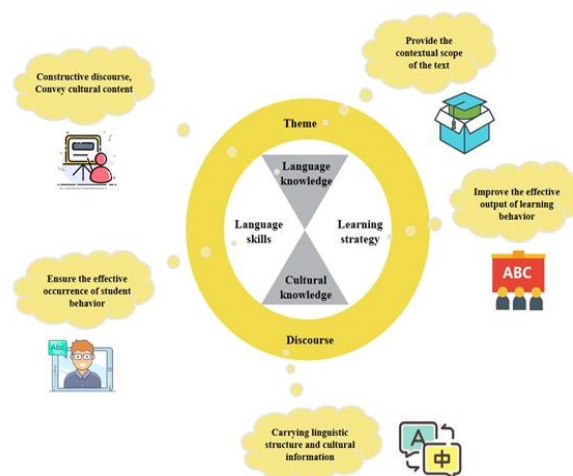 Provide the
contextual scope
of the text
Constructive discourse,
Convey cultural content
Theme
Language
knowledge
Improve the effective
output of learning
behavior
Language
skills
Learning
strategy
ABC
Cultural
knowledge
Ensure the effective
occurrence of student
behavior
AbC
Discourse
Carrying linguistic
structure and cultural
information
A
中